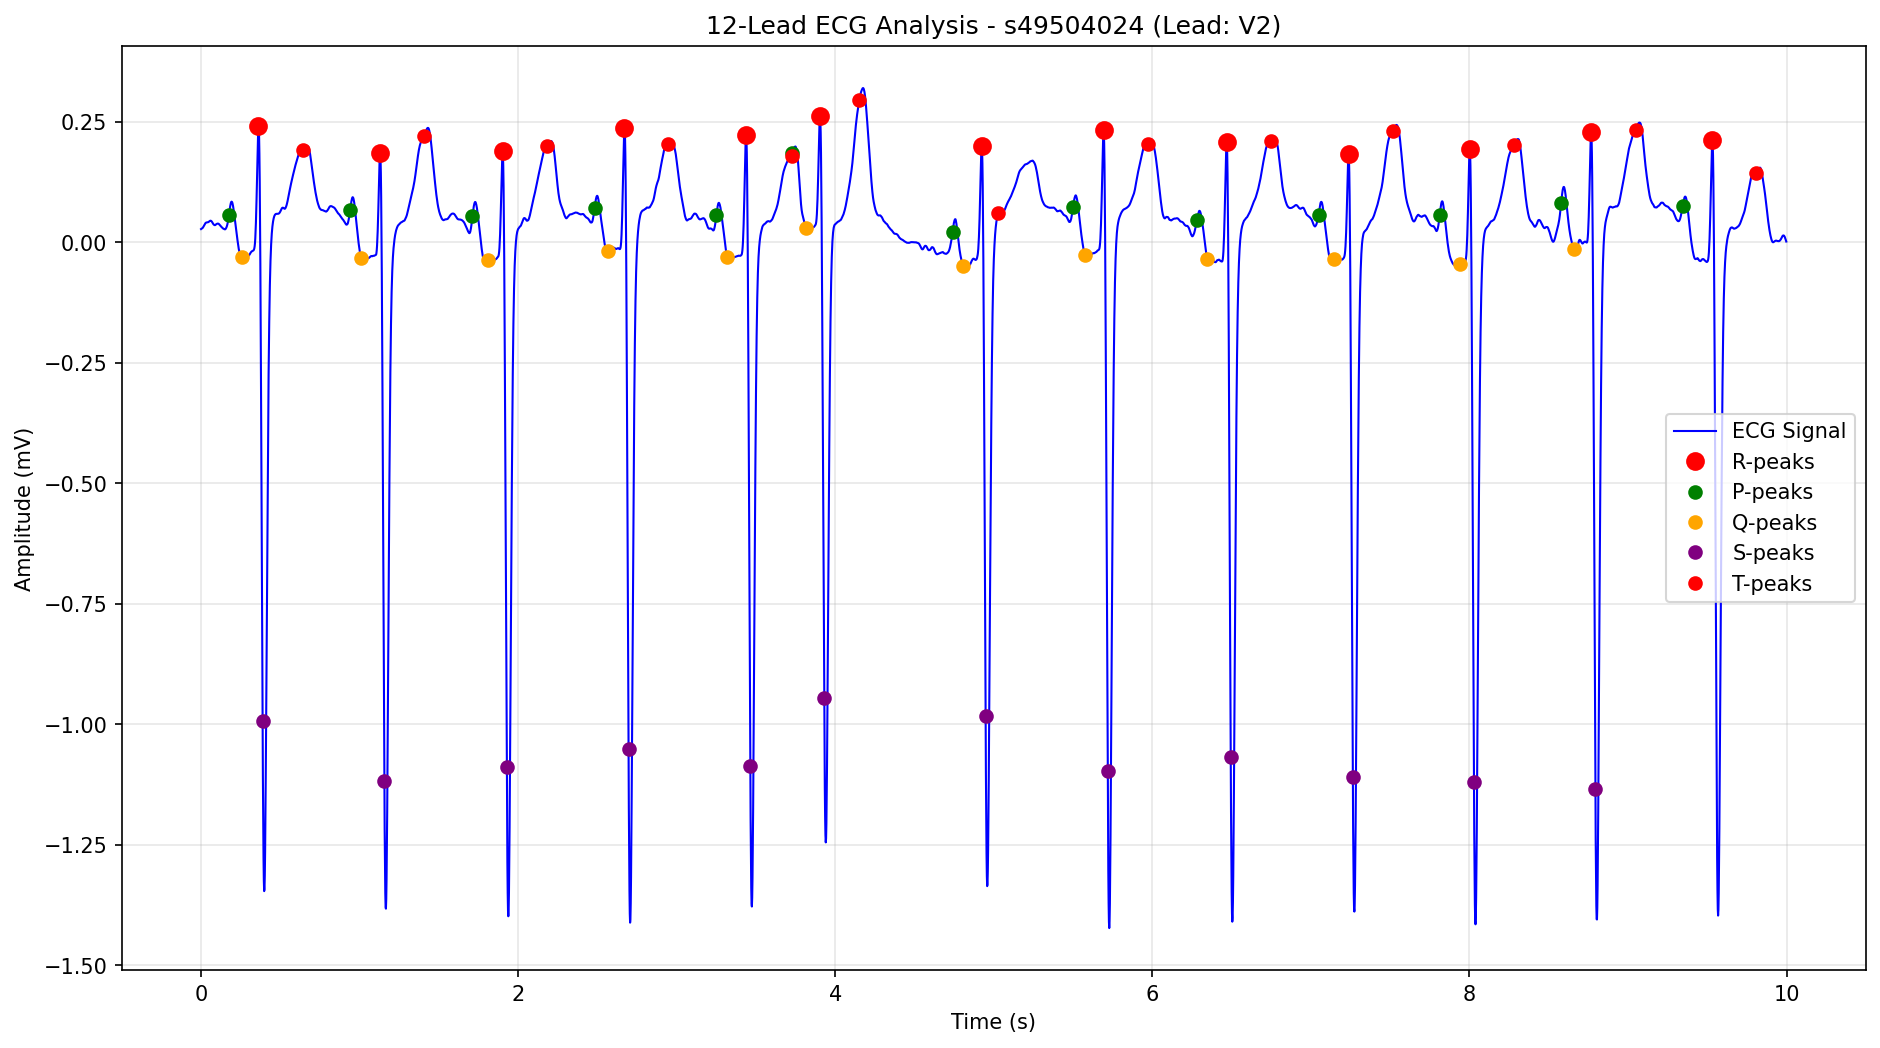 12-Lead ECG Analysis - s49504024 (Lead: V2)
0.25
0.00
−0.25
−0.50
−0.75
−1.00
−1.25
−1.50
Amplitude (mV)
ECG Signal
R-peaks
P-peaks
Q-peaks
S-peaks
T-peaks
0 2 4 6 8 10
Time (s)